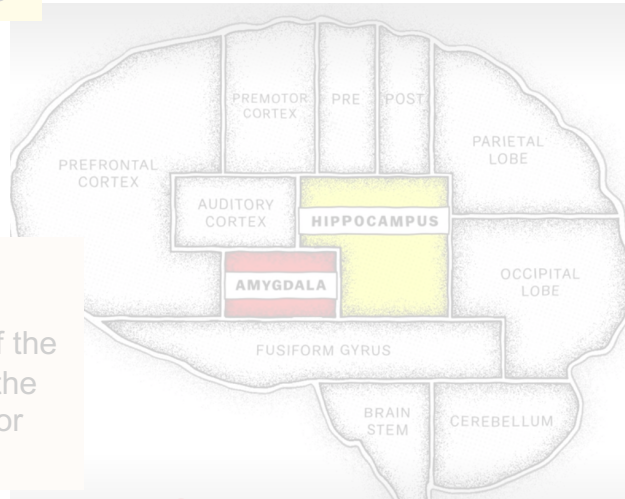 PREMOTOR
CORTEX
PRE
POST
PARIETAL
LOBE
PREFRONTAL
CORTEX
AUDITORY
CORTEX
HIPPOCAMPUS
AMYGDALA
OCCIPITAL
LOBE
FUSIFORM GYRUS
BRAIN
STEM
CEREBELLUM
f the
the
or